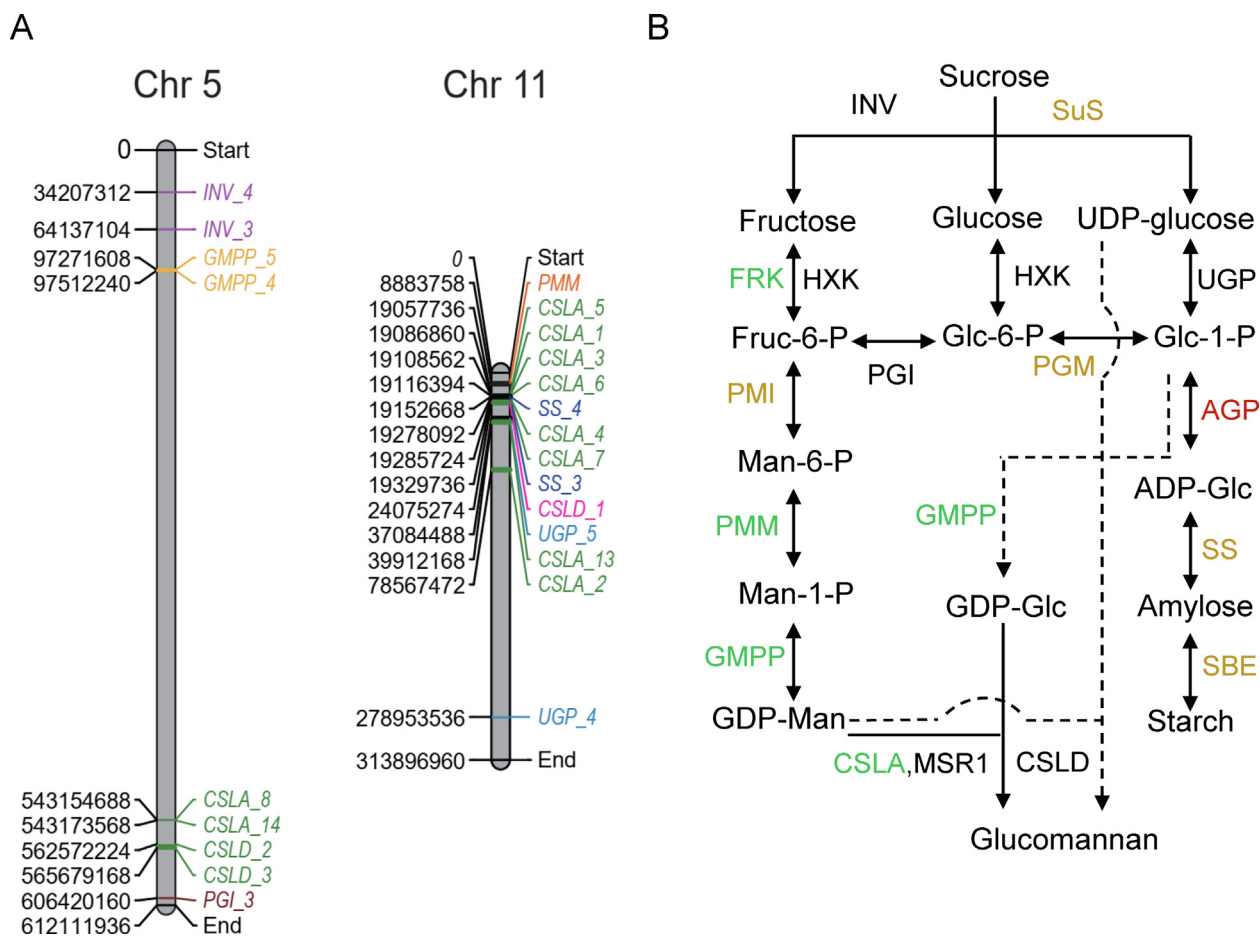 A
Chr 5
0 Start
34207312 INV_4
64137104 INV_3
97271608 GMPP_5
97512240 GMPP_4
543154688 CSLA_8
543173568 CSLA_14
562572224 CSLD_2
565679168 CSLD_3
606420160 PGI_3
612111936 End
Chr 11
0 Start
8883758 PMM
19057736 CSLA_5
19086860 CSLA_1
19108562 CSLA_3
19116394 CSLA_6
19152668 SS_4
19278092 CSLA_4
19285724 CSLA_7
19329736 SS_3
24075274 CSLD_1
37084488 UGP_5
39912168 CSLA_13
78567472 CSLA_2
278953536 UGP_4
313896960 End
B
Sucrose
INV SuS
Fructose Glucose UDP-glucose
FRK HXK HXK UGP
Fruc-6-P Glc-6-P Glc-1-P
PGI PGM
PMI AGP
Man-6-P ADP-Glc
PMM GMPP SS
Man-1-P GDP-Glc Amylose
GMPP SBE
GDP-Man Starch
CSLA,MSR1 CSLD
Glucomannan